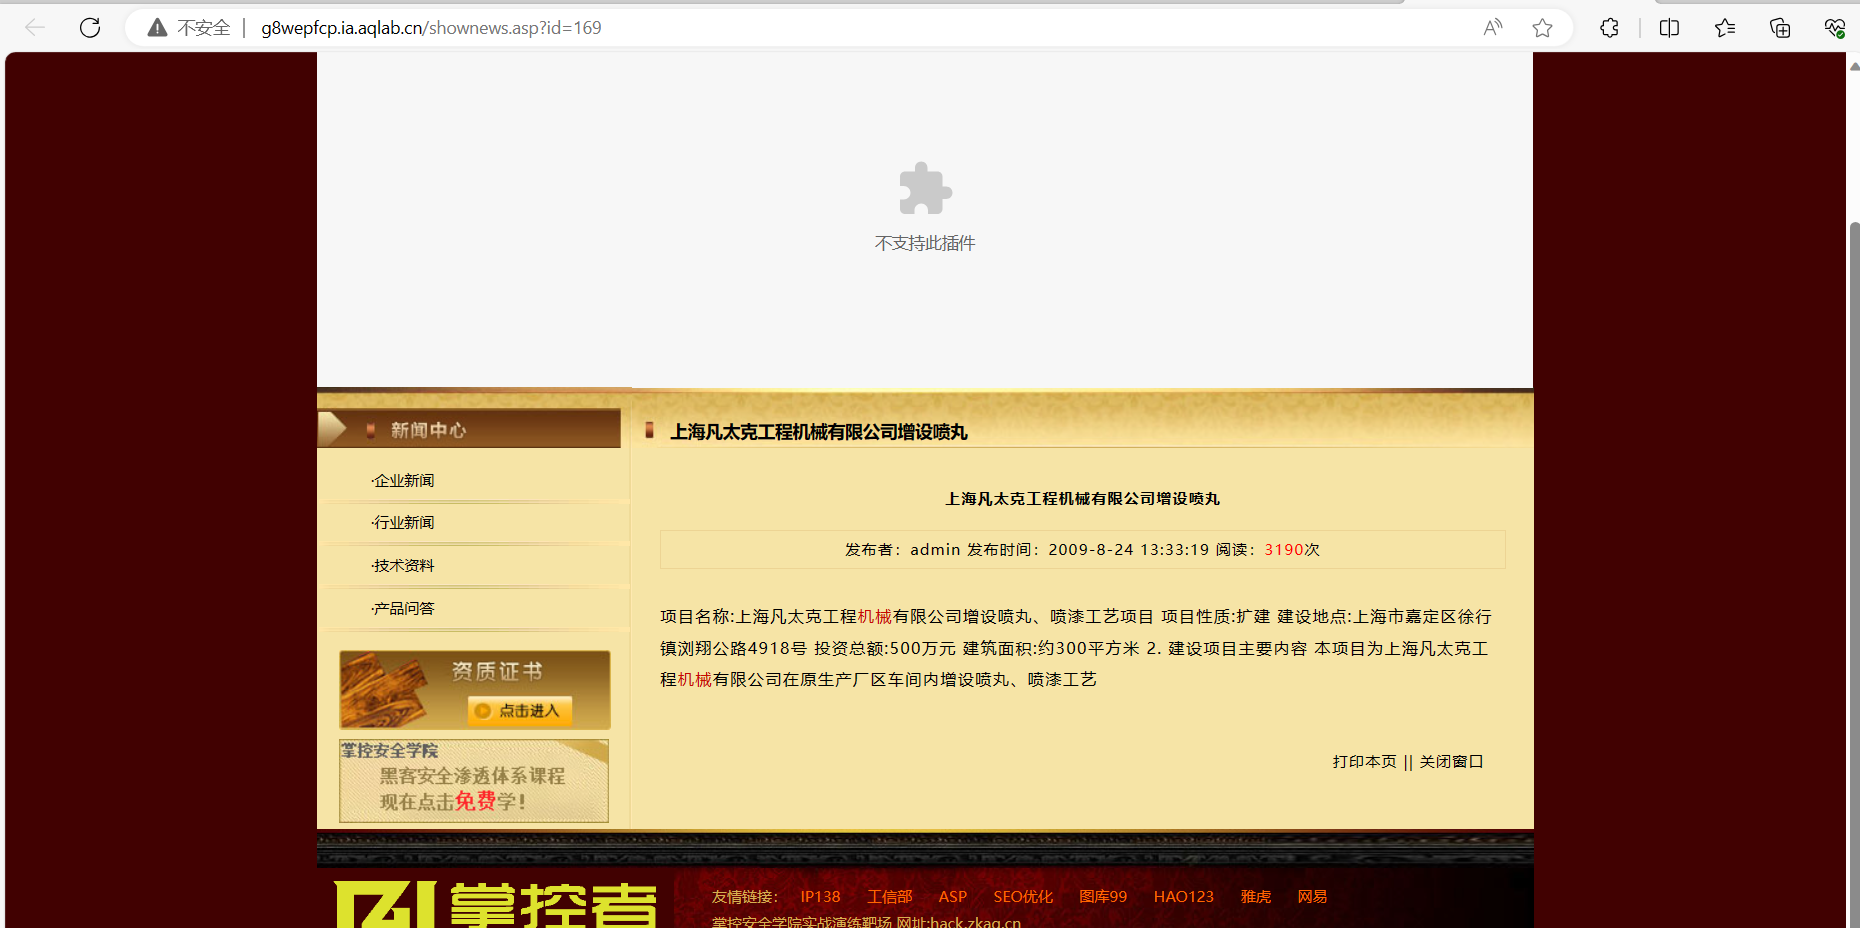 不安全 g8wepfcp.ia.aqlab.cn/shownews.asp?id=169
不支持此插件
新闻中心
·企业新闻
·行业新闻
·技术资料
·产品问答
资质证书
点击进入
掌控安全学院
黑客安全渗透体系课程
现在点击免费学!
上海凡太克工程机械有限公司增设喷丸
上海凡太克工程机械有限公司增设喷丸
发布者：admin 发布时间：2009-8-24 13:33:19 阅读：3190次
项目名称:上海凡太克工程机械有限公司增设喷丸、喷漆工艺项目 项目性质:扩建 建设地点:上海市嘉定区徐行
镇浏翔公路4918号 投资总额:500万元 建筑面积:约300平方米 2. 建设项目主要内容 本项目为上海凡太克工
程机械有限公司在原生产厂区车间内增设喷丸、喷漆工艺
打印本页 || 关闭窗口
掌控者
友情链接： IP138 工信部 ASP SEO优化 图库99 HAO123 雅虎 网易
掌控安全学院实战演练靶场 网址:hack.zkaq.cn